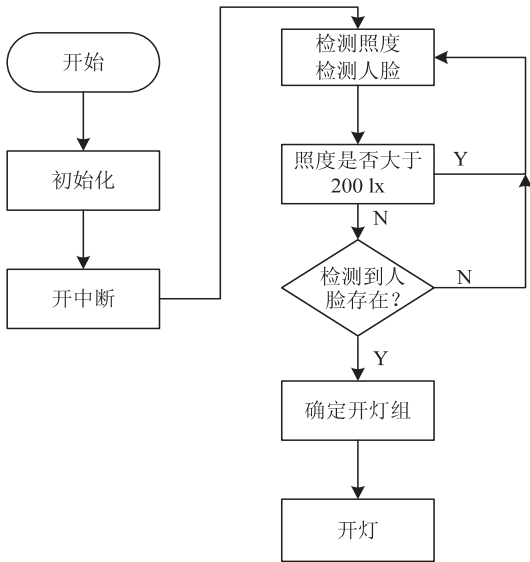 开始
初始化
开中断
检测照度
检测人脸
照度是否大于
200 lx
Y
N
检测到人
脸存在？
N
Y
确定开灯组
开灯